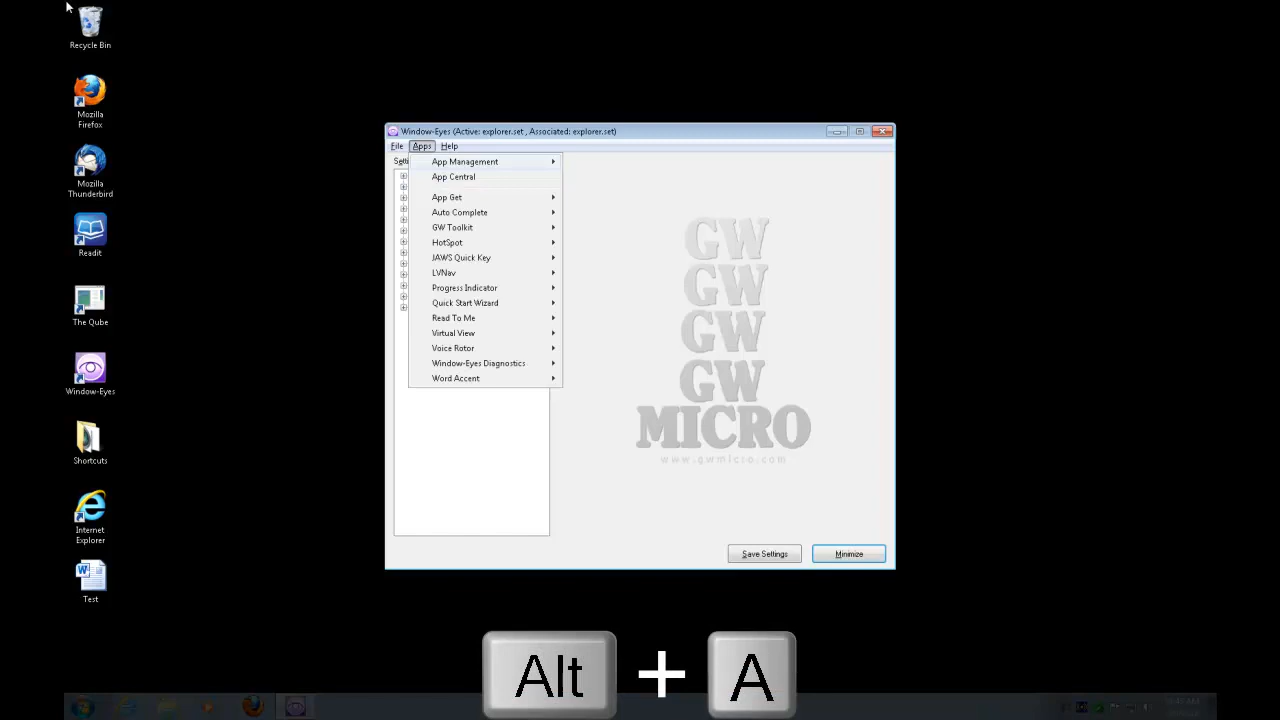 Recycle Bin
Mozilla
Firefox
Mozilla
Thunderbird
Readit
The Qube
Window-Eyes
Shortcuts
Internet
Explorer
Test
Window-Eyes (Active: explorer.set , Associated: explorer.set)
File Apps Help
App Management
App Central
App Get
Auto Complete
GW Toolkit
HotSpot
JAWS Quick Key
LVNav
Progress Indicator
Quick Start Wizard
Read To Me
Virtual View
Voice Rotor
Window-Eyes Diagnostics
Word Accent
GW
GW
GW
GW
MICRO
www.gwmicro.com
Save Settings Minimize
Alt + A